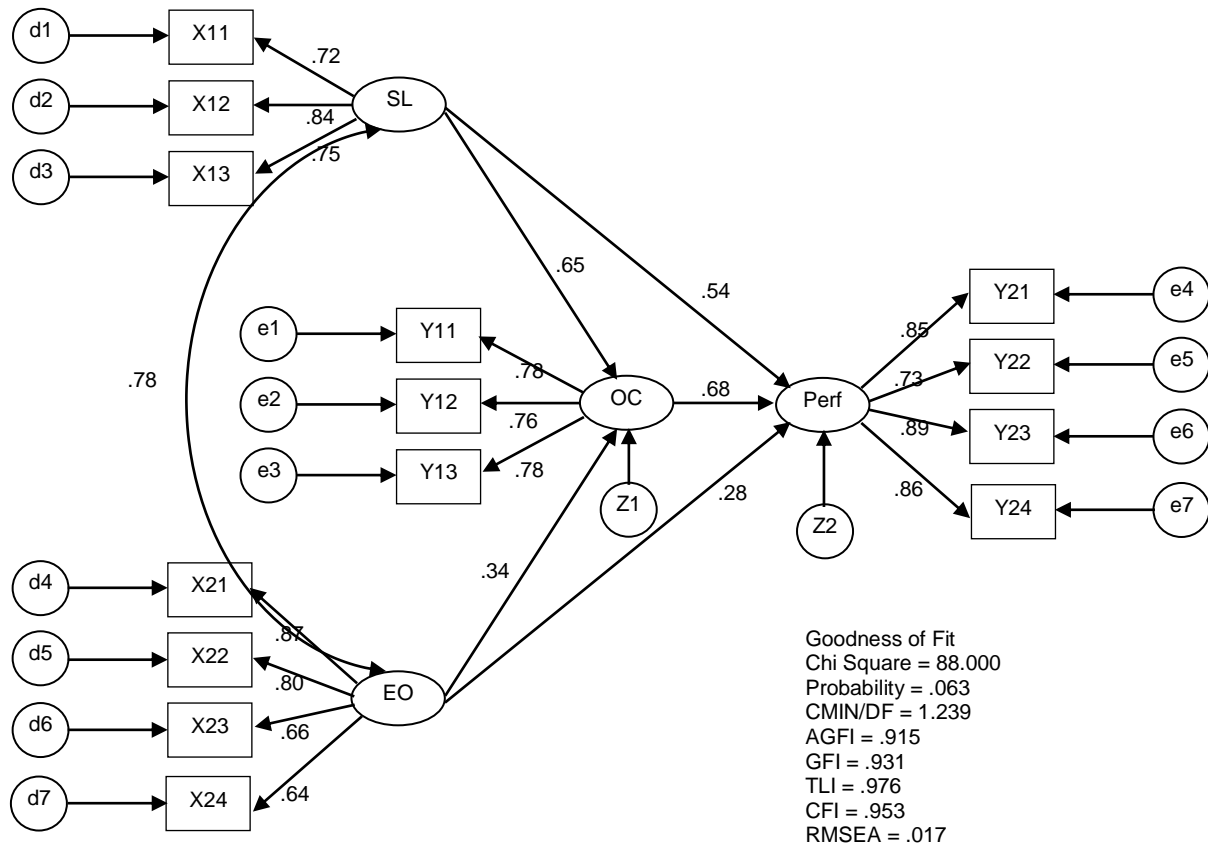 d1
X11
.72
d2
X12
SL
.84
d3
X13
.75
.65
.54
Y21
e4
e1
Y11
.78
.85
.78
OC
.68
Perf
.73
Y22
e5
e2
Y12
.76
e3
Y13
.78
.89
Y23
e6
.28
.86
Z1
Z2
Y24
e7
d4
X21
.34
.87
d5
X22
.80
EO
d6
X23
.66
d7
X24
.64
Goodness of Fit
Chi Square = 88.000
Probability = .063
CMIN/DF = 1.239
AGFI = .915
GFI = .931
TLI = .976
CFI = .953
RMSEA = .017